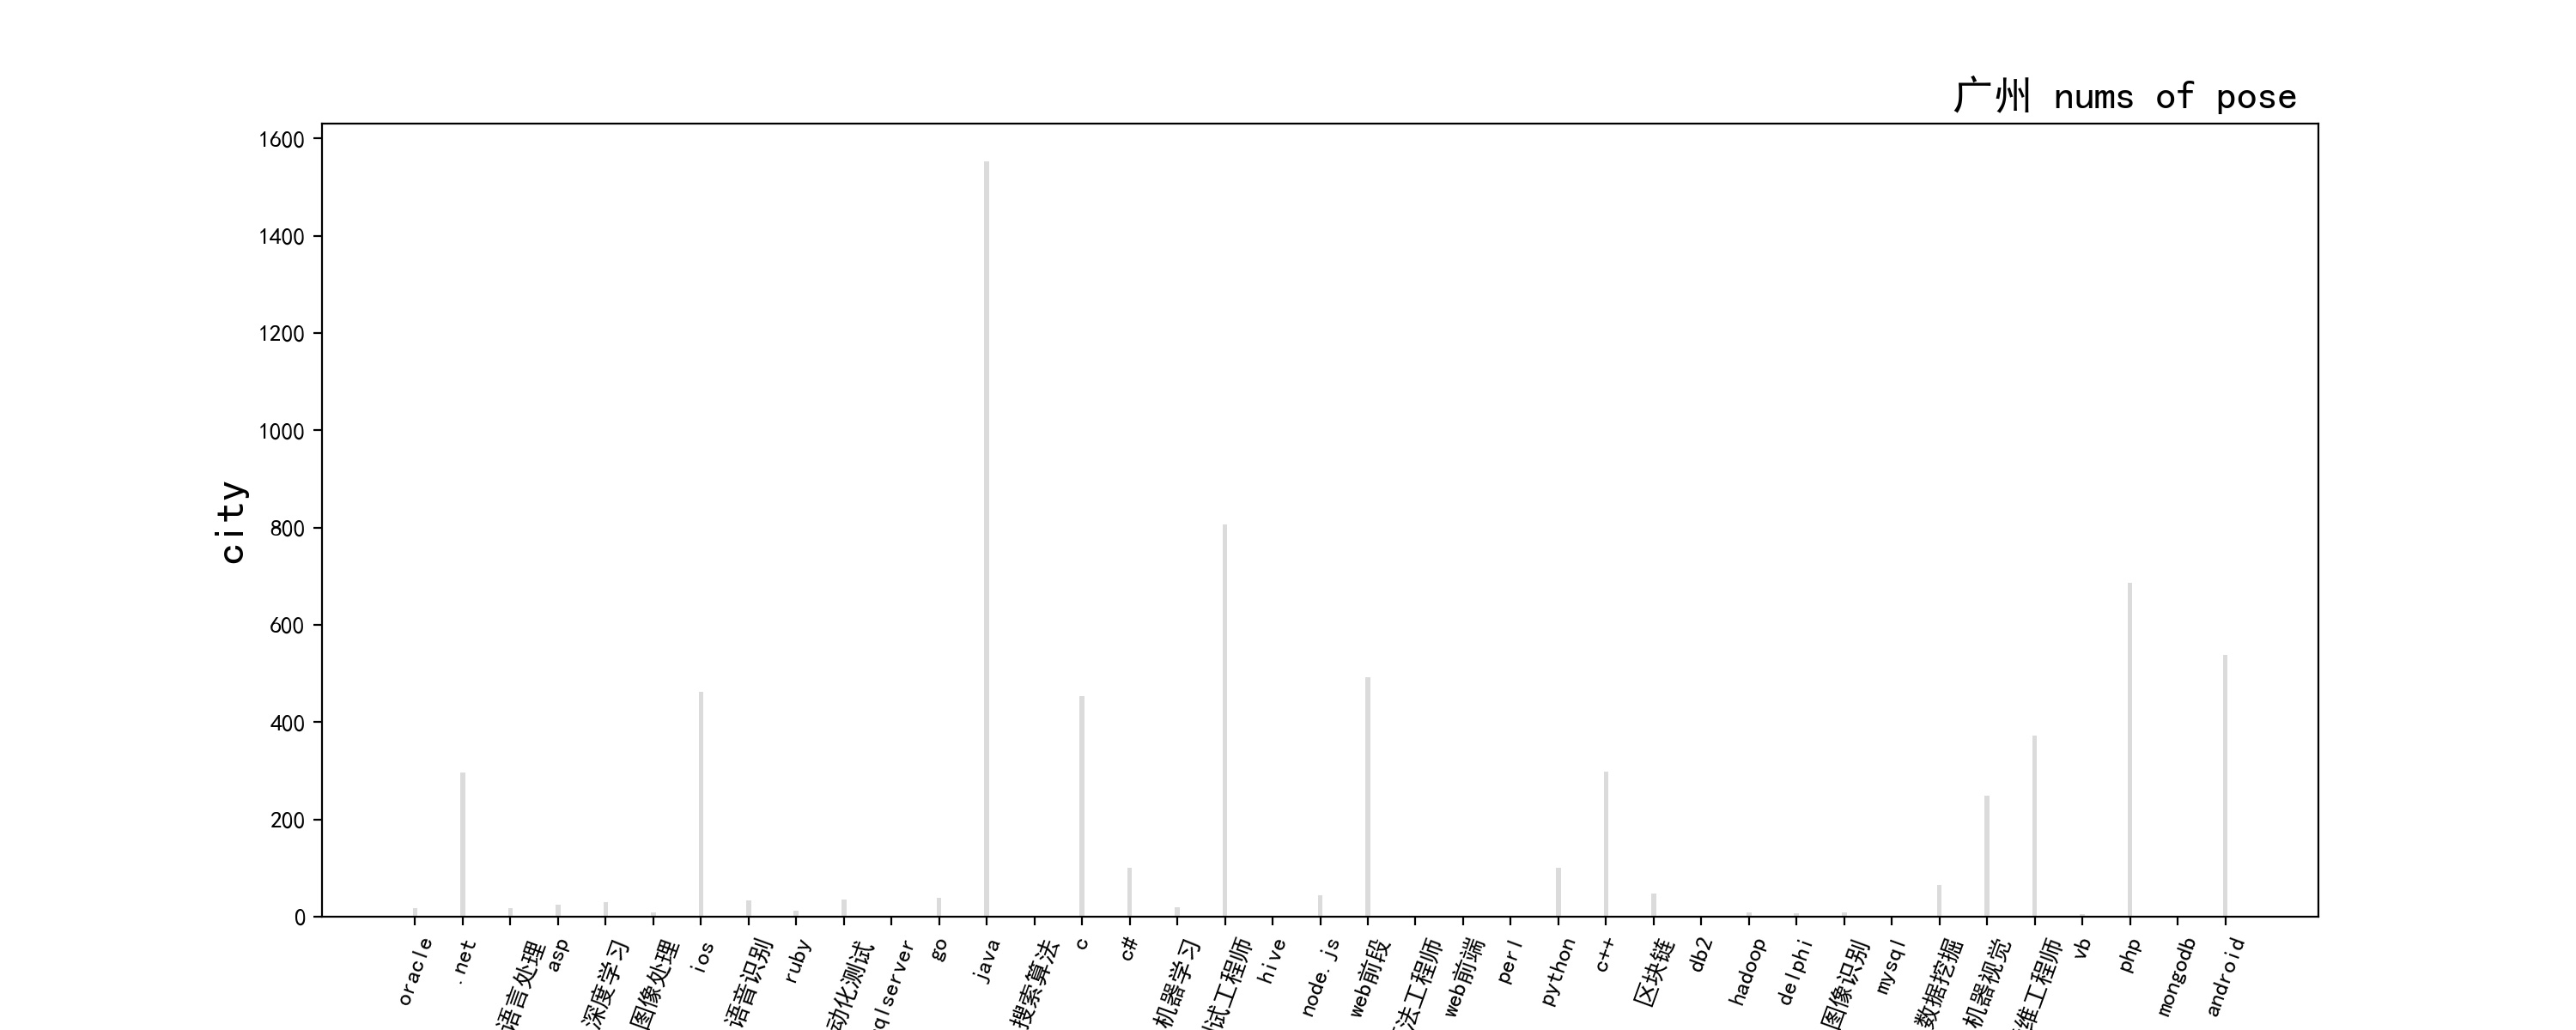 广州 nums of pose
1600
1400
1200
1000
800
600
400
200
0
city
oracle
.net
语言处理
asp
深度学习
图像处理
ios
语音识别
ruby
动化测试
qlserver
go
java
搜索算法
c
c#
机器学习
试工程师
hive
node.js
web前段
法工程师
web前端
perl
python
c++
区块链
db2
hadoop
delphi
图像识别
mysql
数据挖掘
机器视觉
维工程师
vb
php
mongodb
android